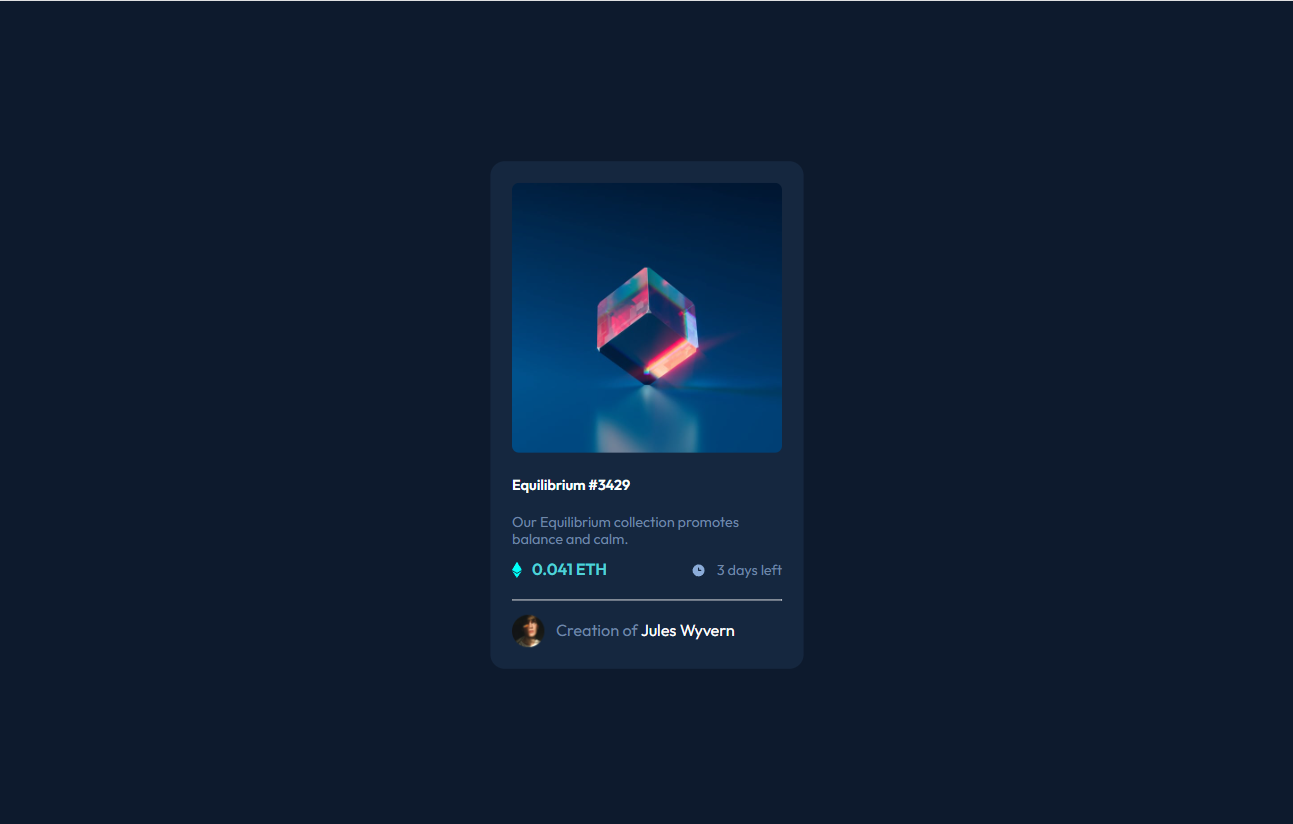 Equilibrium #3429
Our Equilibrium collection promotes
balance and calm.
0.041 ETH 3 days left
Creation of Jules Wyvern